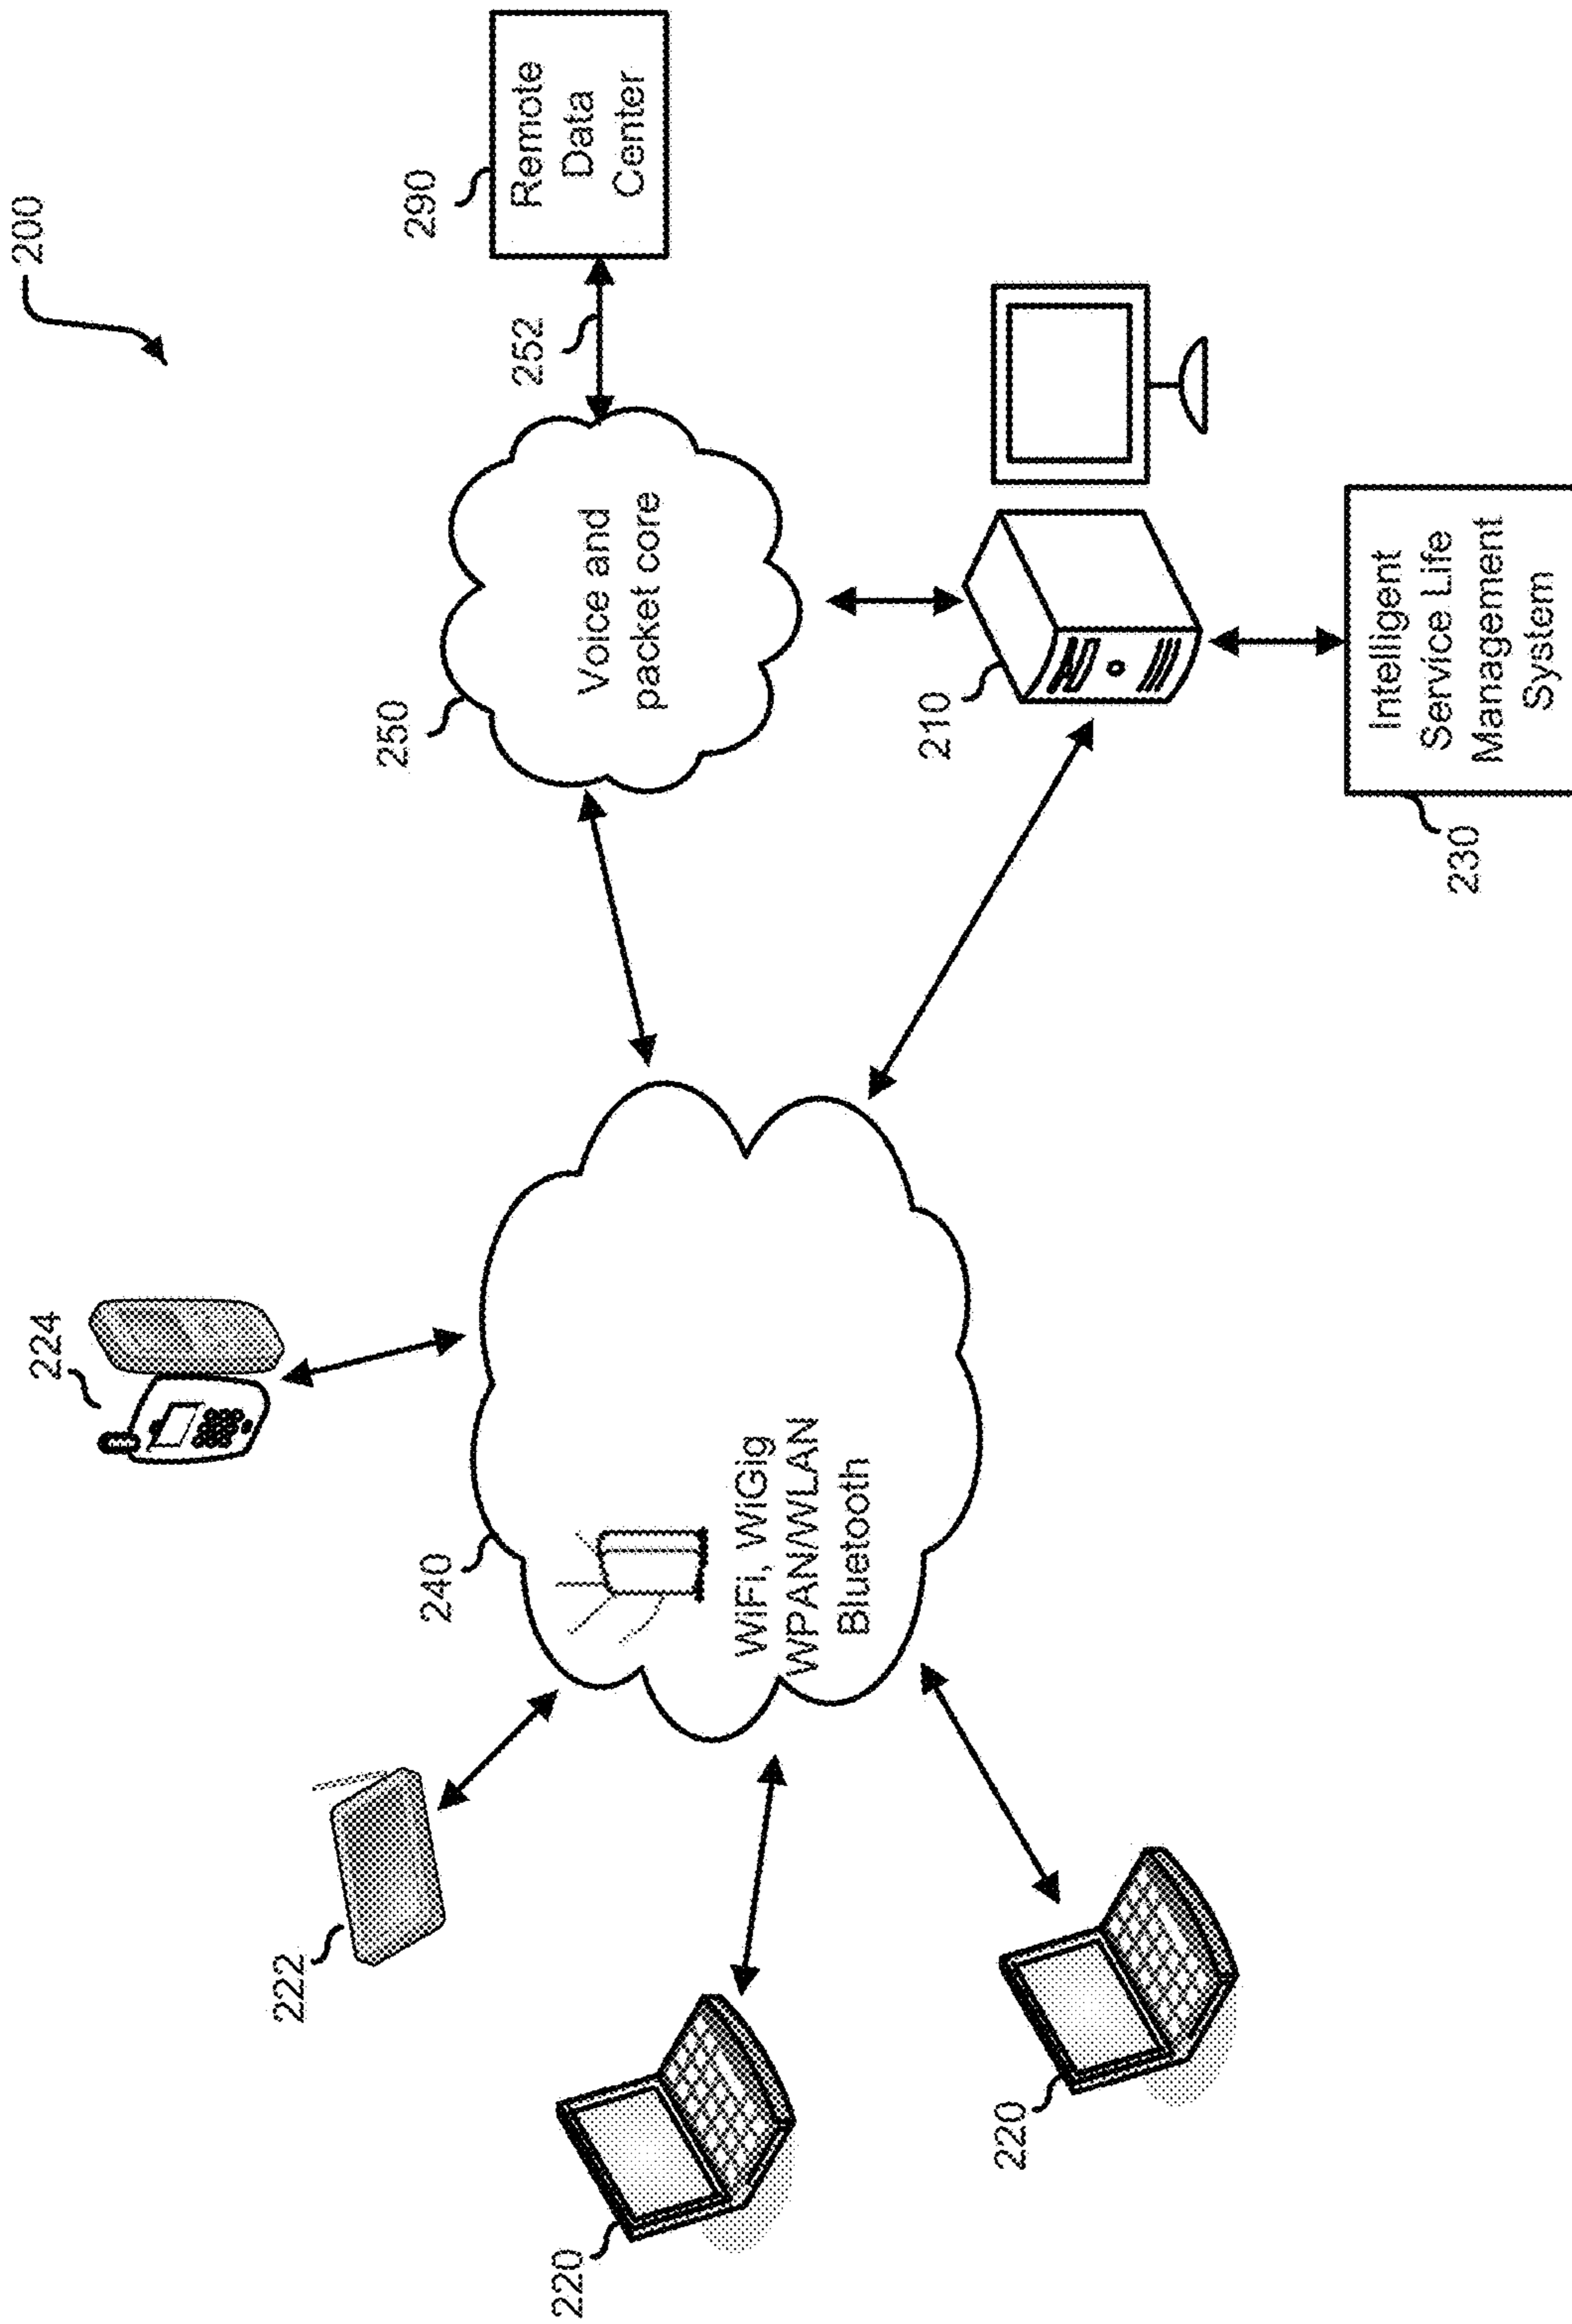 200
224
240
WiFi, WiGig
WPAN/WLAN
Bluetooth
222
220
220
250
Voice and
packet core
252
290
Remote
Data
Center
210
230
Intelligent
Service Life
Management
System